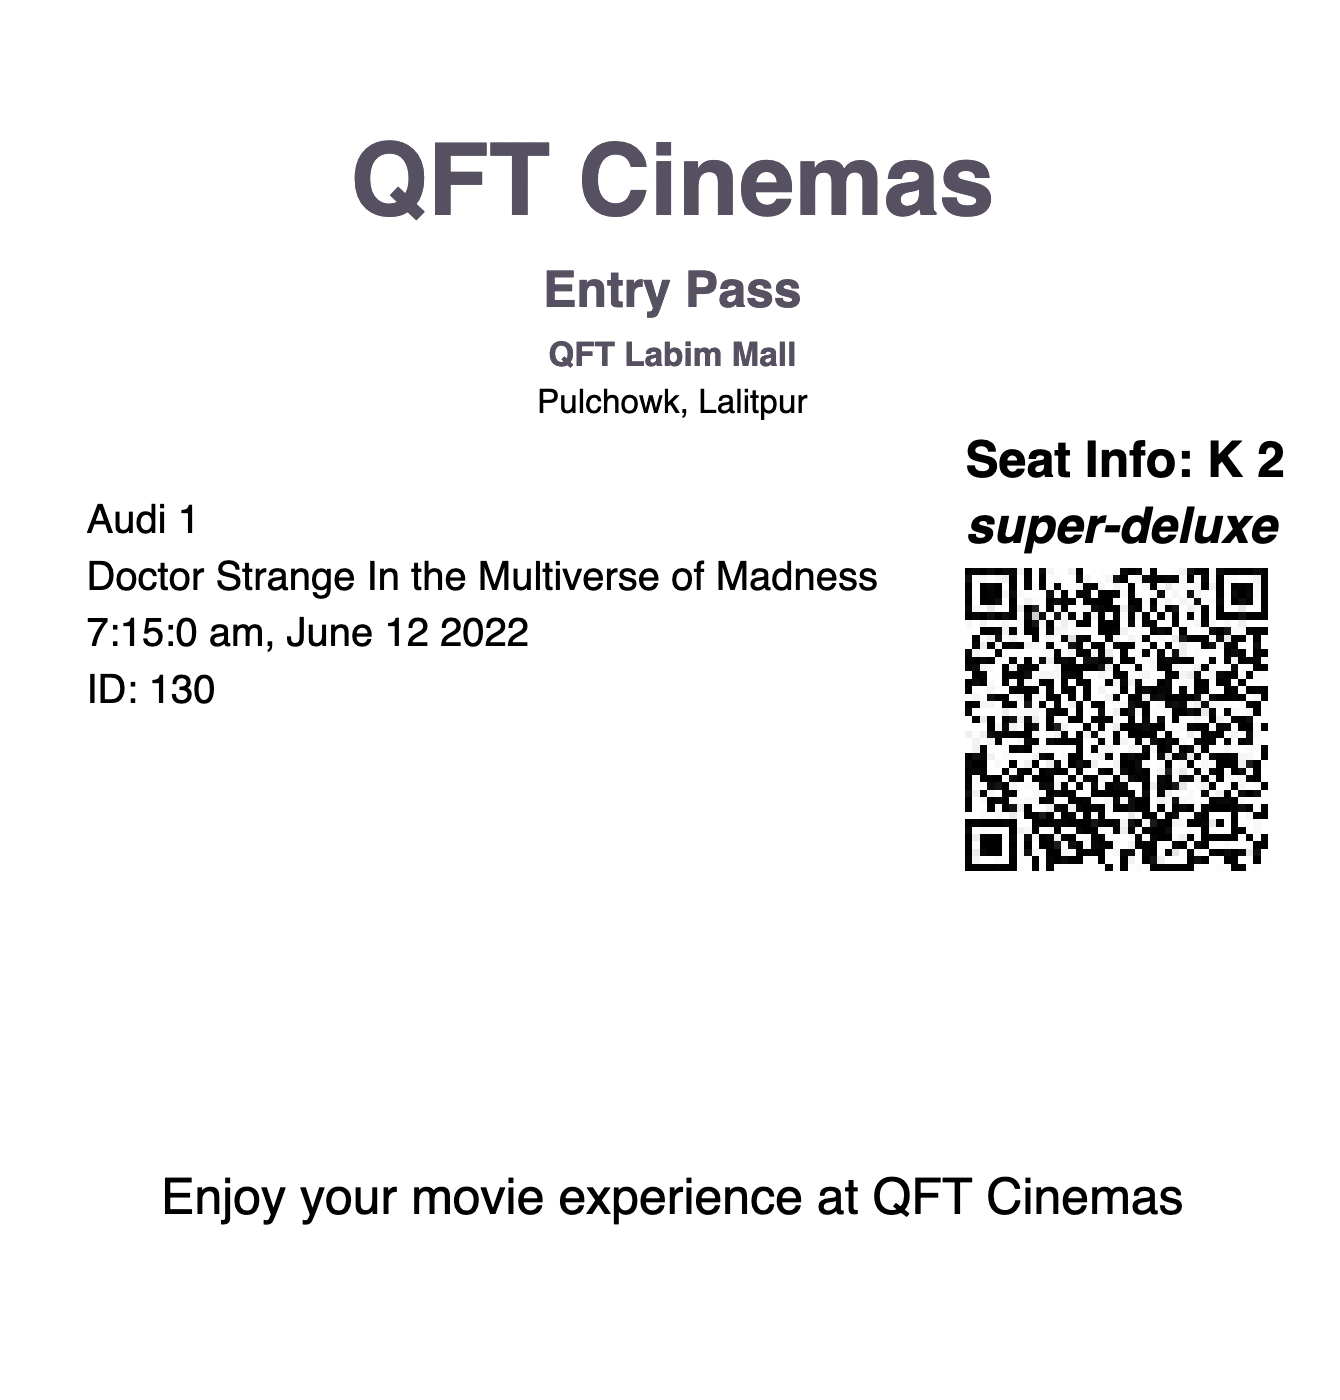 QFT Cinemas
Entry Pass
QFT Labim Mall
Pulchowk, Lalitpur
Seat Info: K 2
super-deluxe
Audi 1
Doctor Strange In the Multiverse of Madness
7:15:0 am, June 12 2022
ID: 130
Enjoy your movie experience at QFT Cinemas